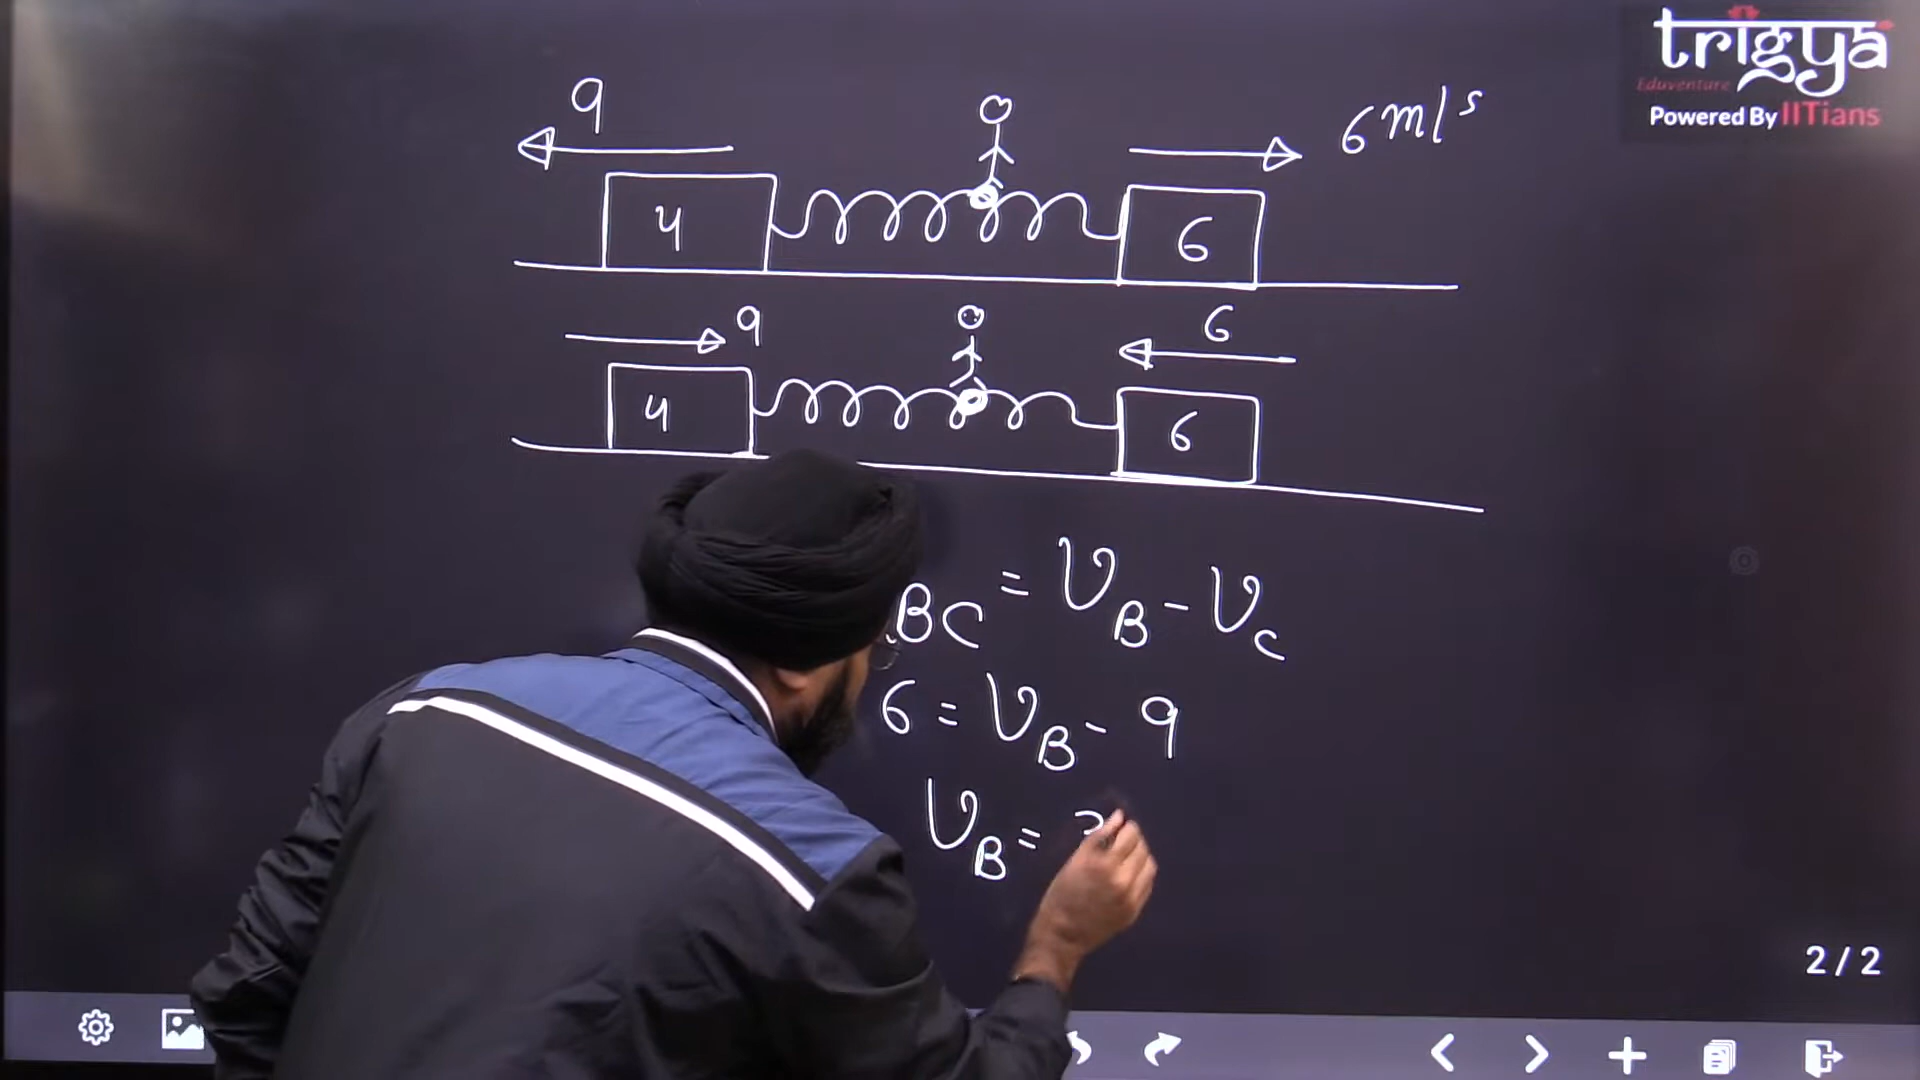 trigya
Eduventure
Powered By IITians
9
6 m/s
4
6
9
6
4
6
BC = VB - VC
6 = VB - 9
VB =
2/2